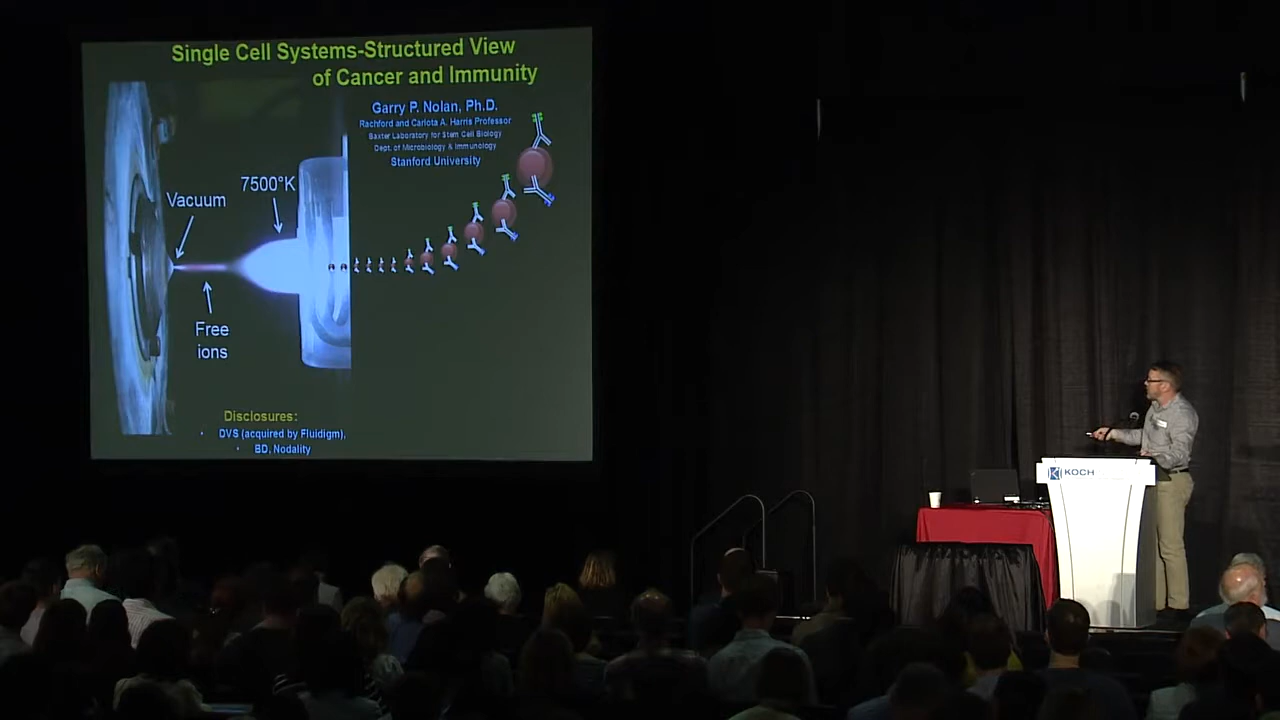 Single Cell Systems-Structured View
of Cancer and Immunity
Garry P. Nolan, Ph.D.
Rachford and Carlota A. Harris Professor
Baxter Laboratory for Stem Cell Biology
Dept. of Microbiology & Immunology
Stanford University
7500°K
Vacuum
Free
ions
Disclosures:
• DVS (acquired by Fluidigm),
• BD, Nodality
KOCH